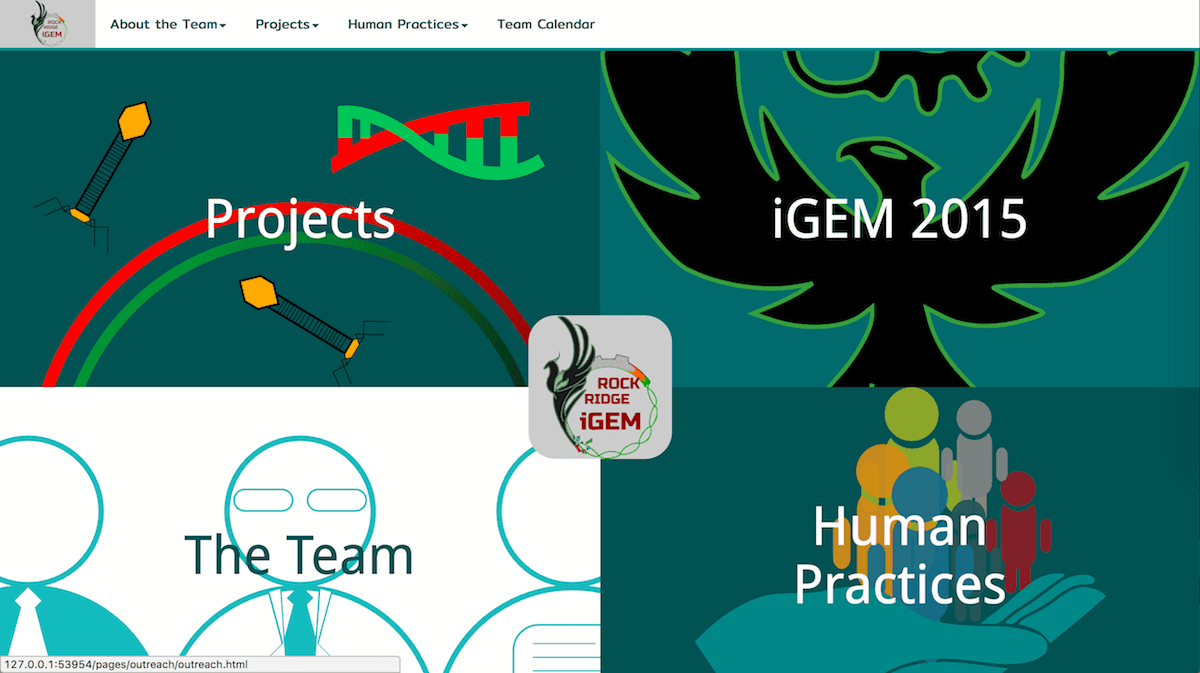 ROCK
RIDGE
iGEM
About the Team
Projects
Human Practices
Team Calendar
Projects
iGEM 2015
ROCK
RIDGE
iGEM
The Team
Human
Practices
127.0.0.1:53954/pages/outreach/outreach.html